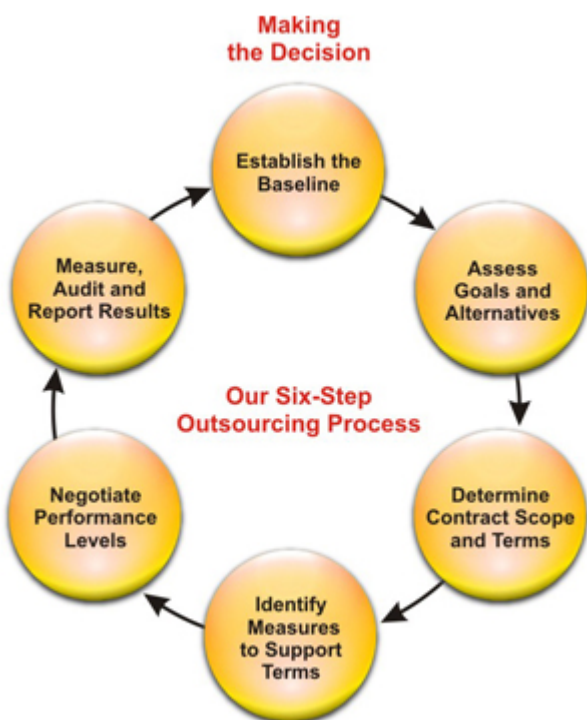 Making
the Decision
Establish the
Baseline
Assess
Goals and
Alternatives
Determine
Contract Scope
and Terms
Identify
Measures
to Support
Terms
Negotiate
Performance
Levels
Measure,
Audit and
Report Results
Our Six-Step
Outsourcing Process